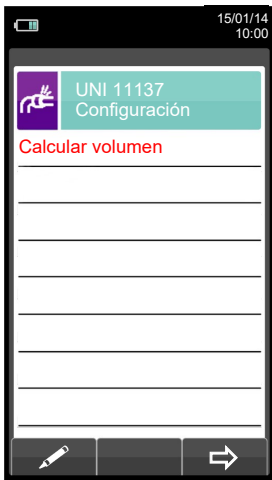 15/01/14
10:00
UNI 11137
Configuración
Calcular volumen